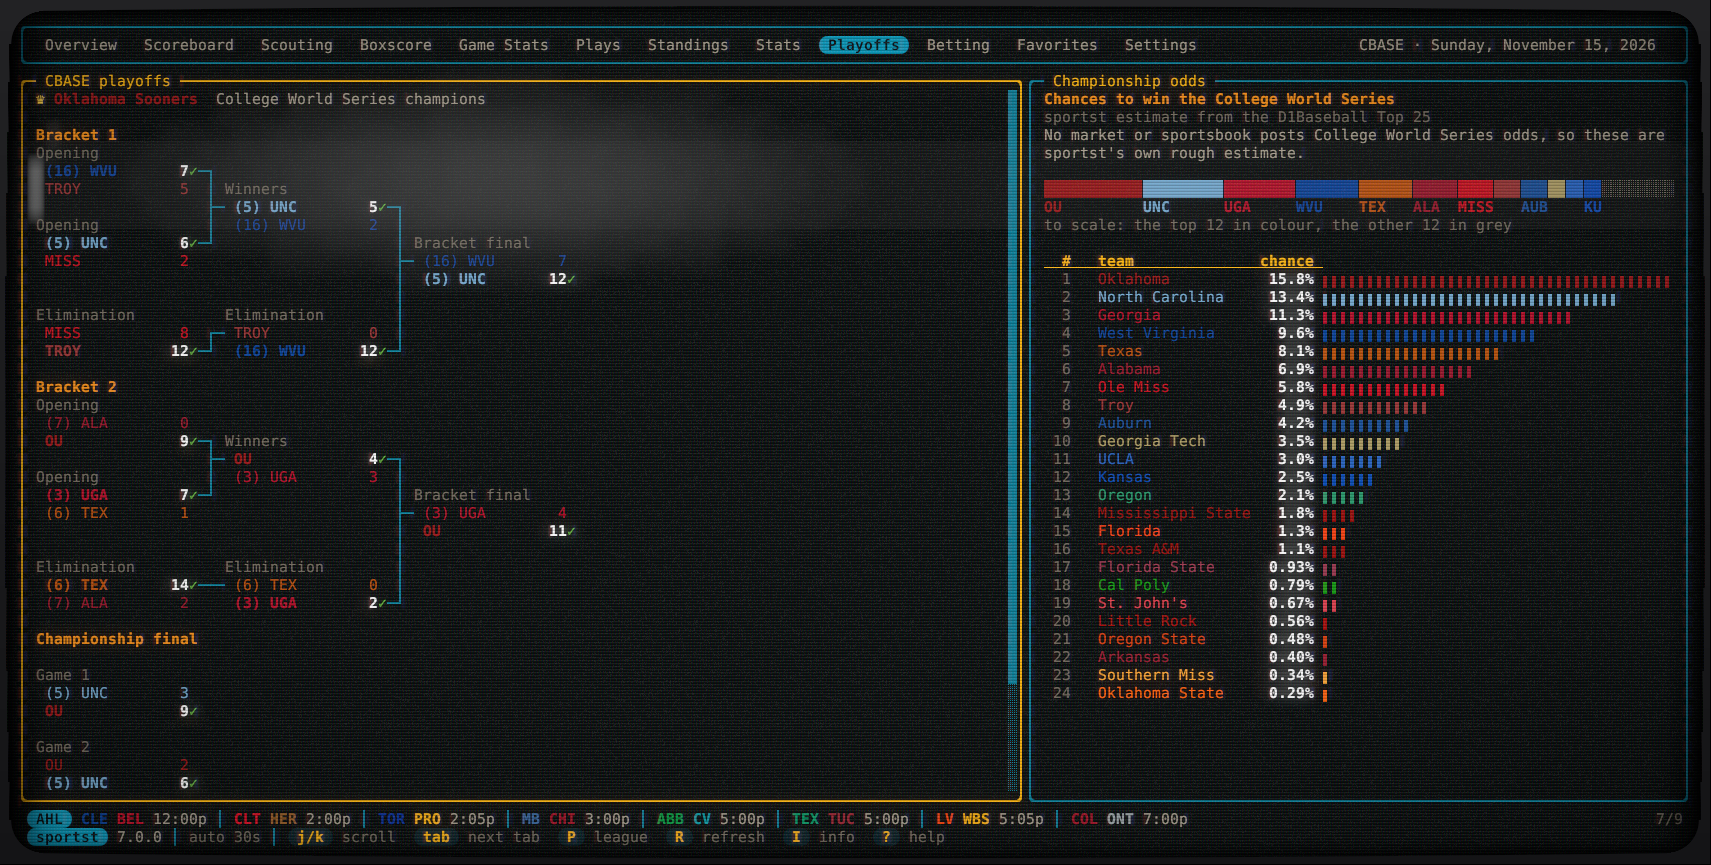 Overview Scoreboard Scouting Boxscore Game Stats Plays Standings Stats Playoffs Betting Favorites Settings CBASE · Sunday, November 15, 2026
CBASE playoffs
♛ Oklahoma Sooners College World Series champions
Bracket 1
Opening
(16) WVU 7✓
TROY 5
Winners
(5) UNC 5✓
(16) WVU 2
Opening
(5) UNC 6✓
MISS 2
Bracket final
(16) WVU 7
(5) UNC 12✓
Elimination
MISS 8
TROY 12✓
Elimination
TROY 0
(16) WVU 12✓
Bracket 2
Opening
(7) ALA 0
OU 9✓
Winners
OU 4✓
(3) UGA 3
Opening
(3) UGA 7✓
(6) TEX 1
Bracket final
(3) UGA 4
OU 11✓
Elimination
(6) TEX 14✓
(7) ALA 2
Elimination
(6) TEX 0
(3) UGA 2✓
Championship final
Game 1
(5) UNC 3
OU 9✓
Game 2
OU 2
(5) UNC 6✓
Championship odds
Chances to win the College World Series
sportst estimate from the D1Baseball Top 25
No market or sportsbook posts College World Series odds, so these are
sportst's own rough estimate.
OU UNC UGA WVU TEX ALA MISS AUB KU
to scale: the top 12 in colour, the other 12 in grey
# team chance
1 Oklahoma 15.8%
2 North Carolina 13.4%
3 Georgia 11.3%
4 West Virginia 9.6%
5 Texas 8.1%
6 Alabama 6.9%
7 Ole Miss 5.8%
8 Troy 4.9%
9 Auburn 4.2%
10 Georgia Tech 3.5%
11 UCLA 3.0%
12 Kansas 2.5%
13 Oregon 2.1%
14 Mississippi State 1.8%
15 Florida 1.3%
16 Texas A&M 1.1%
17 Florida State 0.93%
18 Cal Poly 0.79%
19 St. John's 0.67%
20 Little Rock 0.56%
21 Oregon State 0.48%
22 Arkansas 0.40%
23 Southern Miss 0.34%
24 Oklahoma State 0.29%
AHL CLE BEL 12:00p │ CLT HER 2:00p │ TOR PRO 2:05p │ MB CHI 3:00p │ ABB CV 5:00p │ TEX TUC 5:00p │ LV WBS 5:05p │ COL ONT 7:00p 7/9
sportst 7.0.0 │ auto 30s │ j/k scroll tab next tab P league R refresh I info ? help